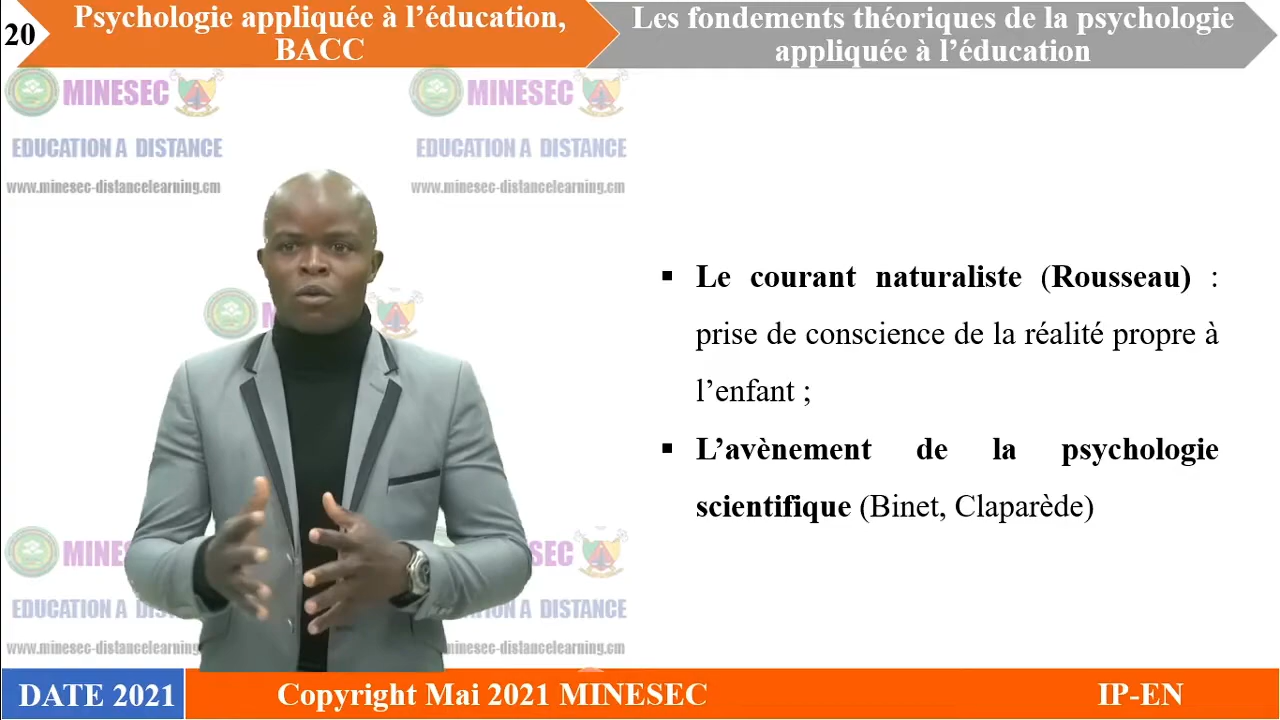 20
Psychologie appliquée à l’éducation,
BACC
Les fondements théoriques de la psychologie
appliquée à l’éducation
MINESEC
MINESEC
EDUCATION A DISTANCE
EDUCATION A DISTANCE
www.minesec-distancelearning.cm
www.minesec-distancelearning.cm
▪ Le courant naturaliste (Rousseau) :
prise de conscience de la réalité propre à
l’enfant ;
▪ L’avènement de la psychologie
scientifique (Binet, Claparède)
EDUCATION A
DISTANCE
DATE 2021
Copyright Mai 2021 MINESEC
IP-EN